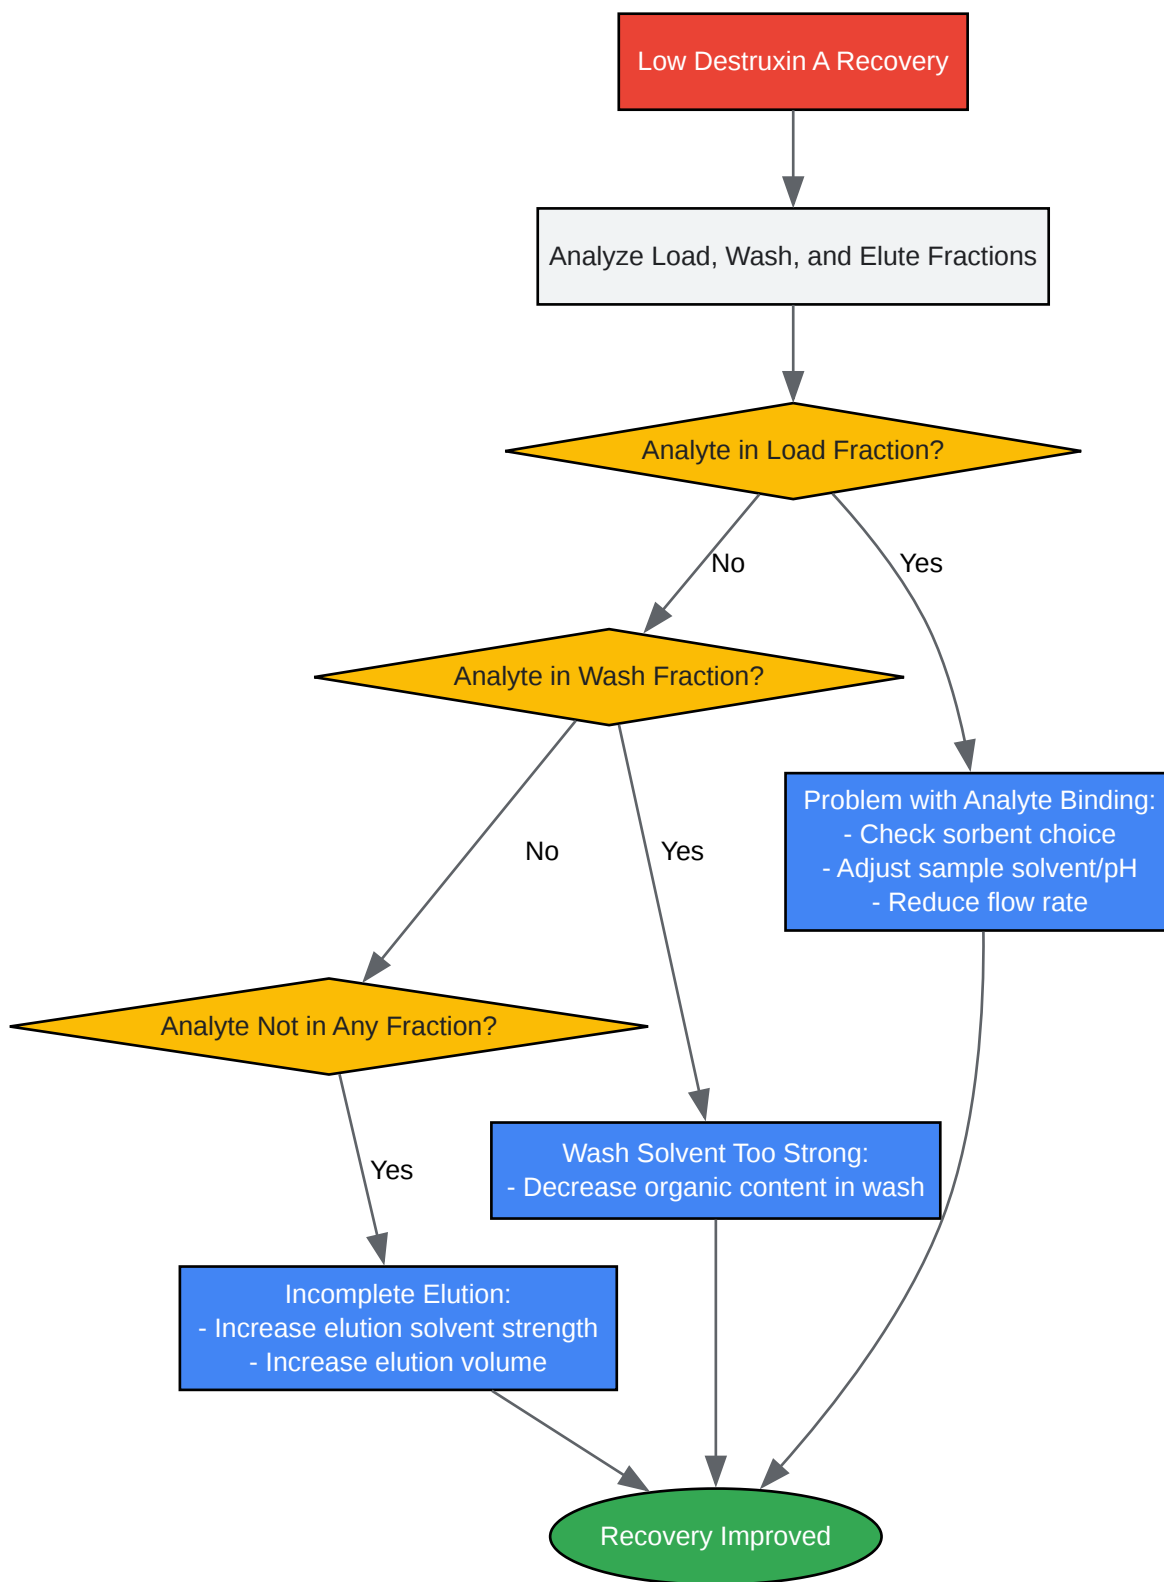 Low Destruxin A Recovery
Analyze Load, Wash, and Elute Fractions
Analyte in Load Fraction?
No
Yes
Analyte in Wash Fraction?
Problem with Analyte Binding:
- Check sorbent choice
- Adjust sample solvent/pH
- Reduce flow rate
No
Yes
Analyte Not in Any Fraction?
Yes
Wash Solvent Too Strong:
- Decrease organic content in wash
Incomplete Elution:
- Increase elution solvent strength
- Increase elution volume
Recovery Improved